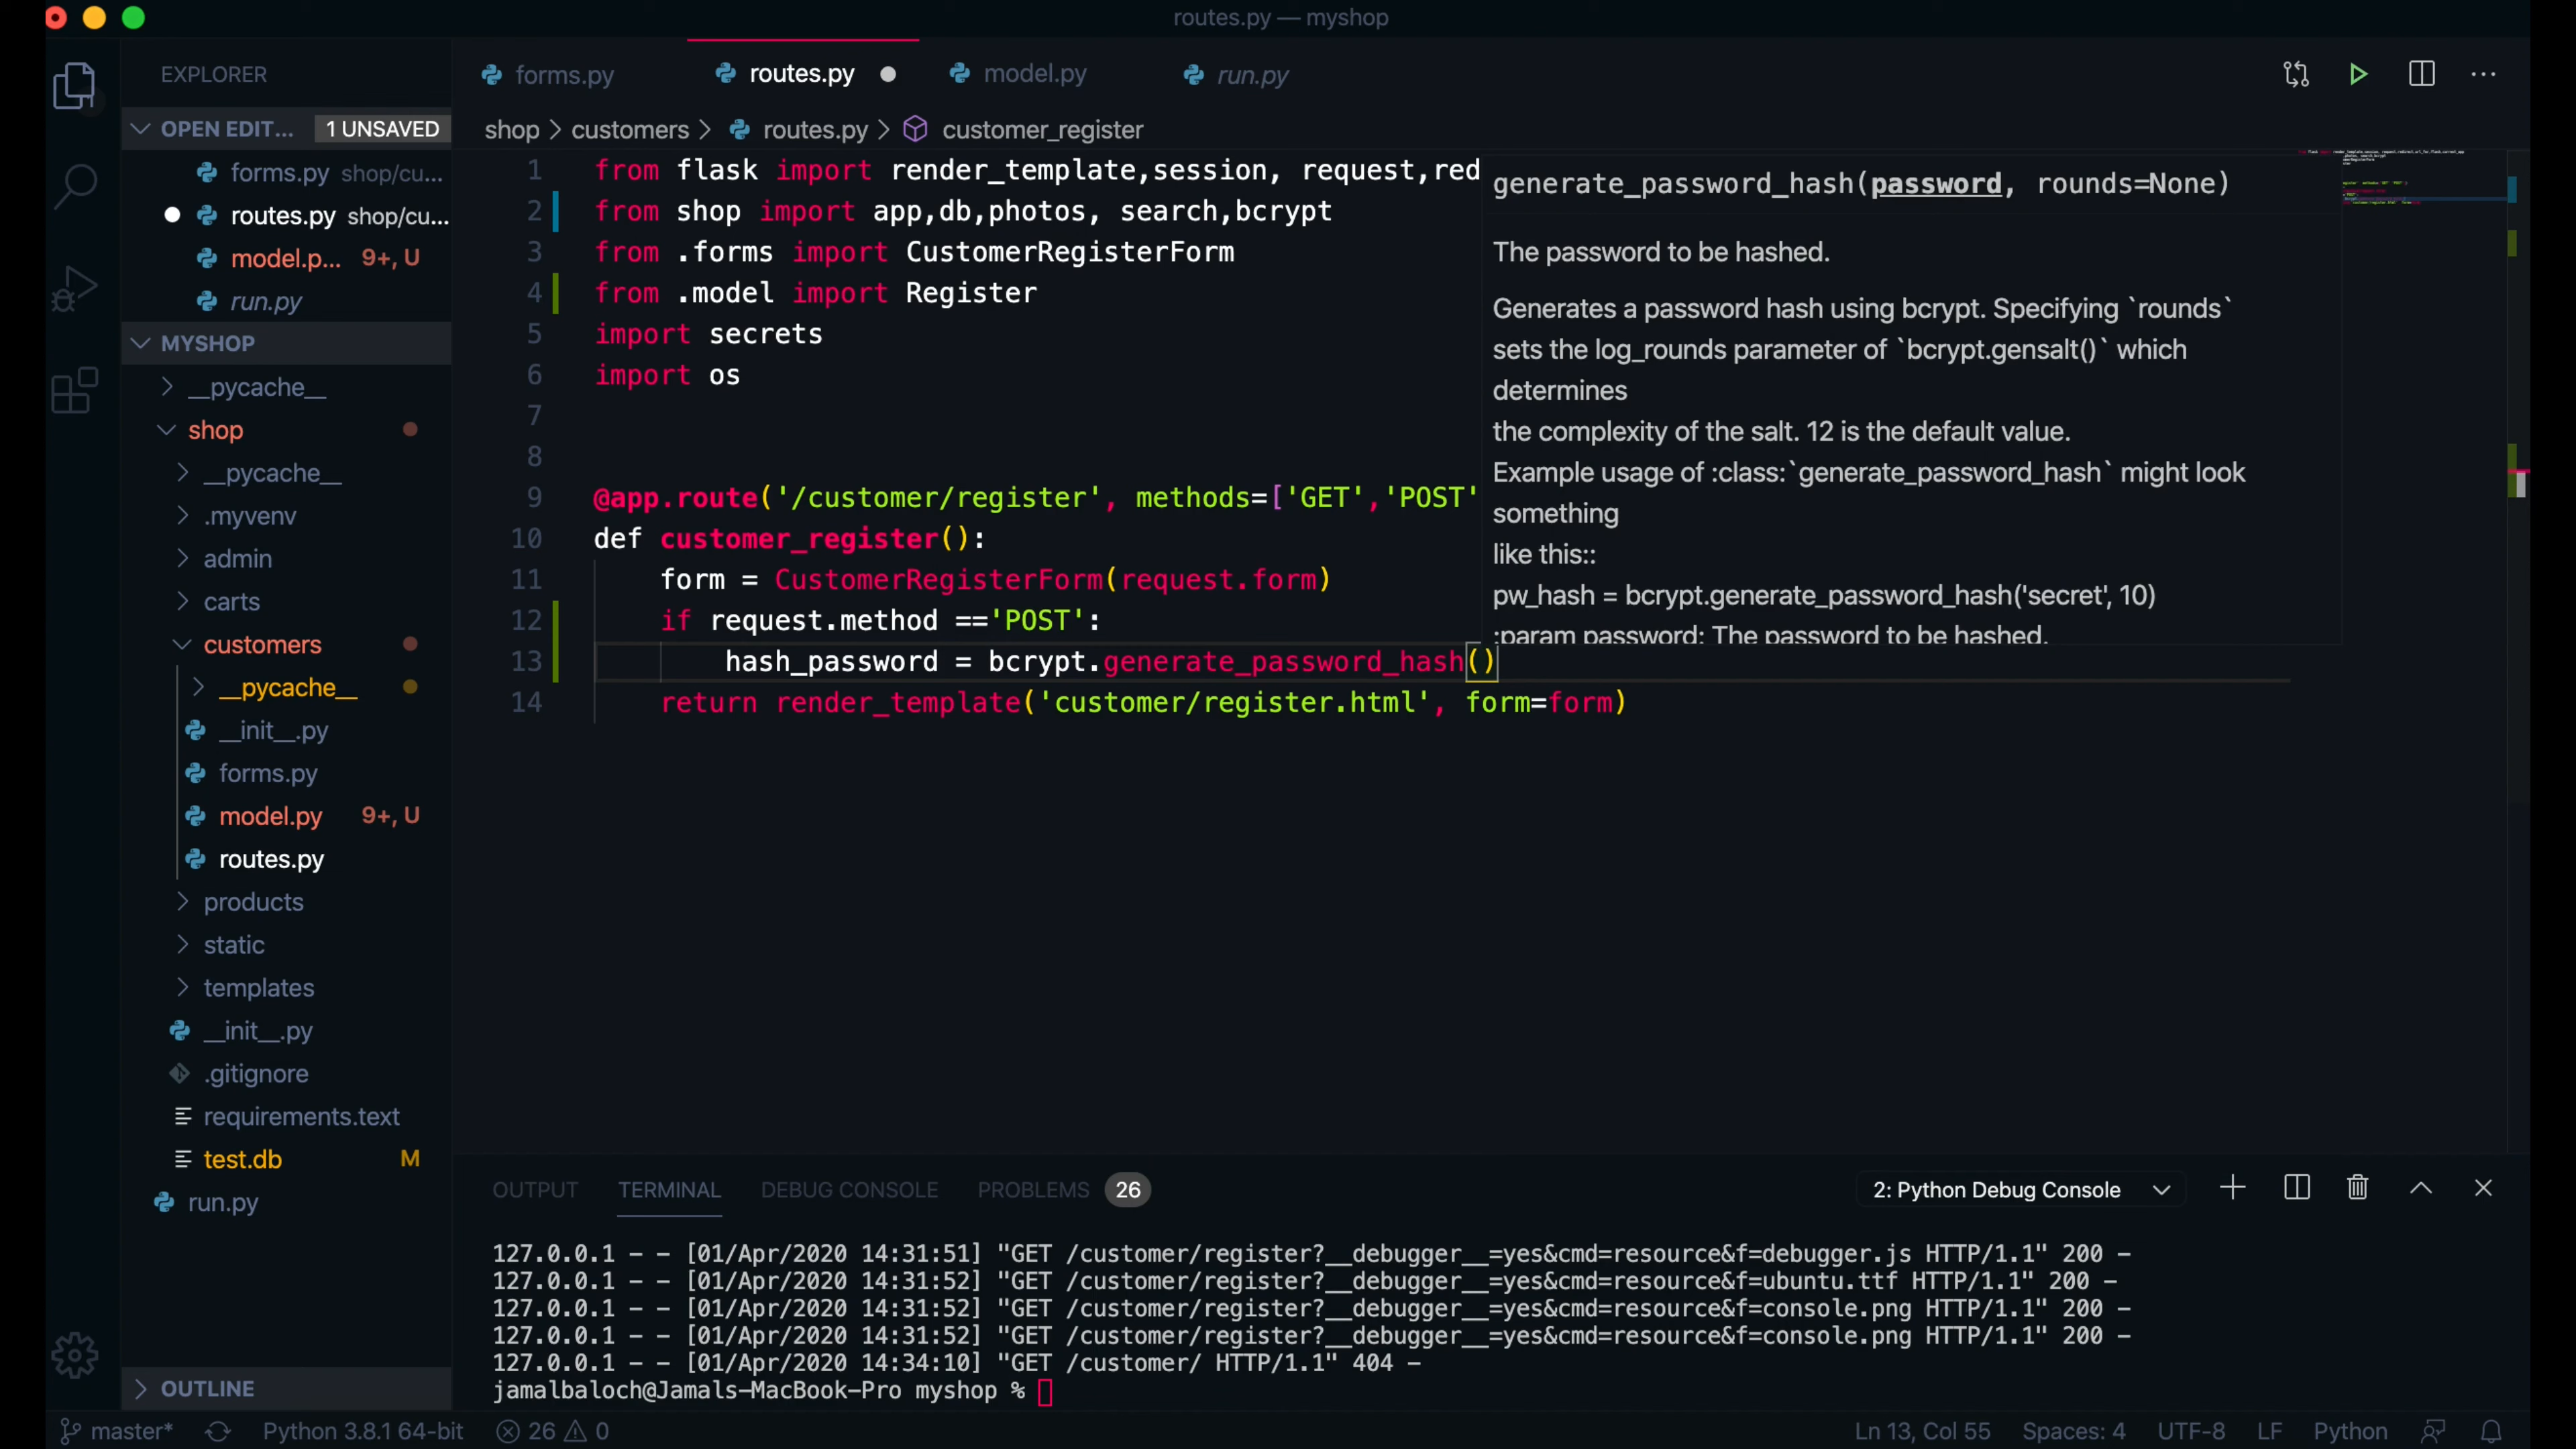 routes.py — myshop
EXPLORER
OPEN EDIT... 1 UNSAVED
forms.py shop/cu...
routes.py shop/cu...
model.p... 9+, U
run.py
MYSHOP
__pycache__
shop
__pycache__
.myvenv
admin
carts
customers
__pycache__
__init__.py
forms.py
model.py 9+, U
routes.py
products
static
templates
__init__.py
.gitignore
requirements.text
test.db M
run.py
OUTLINE
forms.py routes.py model.py run.py
shop > customers > routes.py > customer_register
1 from flask import render_template,session, request,red
2 from shop import app,db,photos, search,bcrypt
3 from .forms import CustomerRegisterForm
4 from .model import Register
5 import secrets
6 import os
7
8
9 @app.route('/customer/register', methods=['GET','POST'
10 def customer_register():
11 form = CustomerRegisterForm(request.form)
12 if request.method =='POST':
13 hash_password = bcrypt.generate_password_hash()
14 return render_template('customer/register.html', form=form)
generate_password_hash(password, rounds=None)
The password to be hashed.
Generates a password hash using bcrypt. Specifying `rounds`
sets the log_rounds parameter of `bcrypt.gensalt()` which
determines
the complexity of the salt. 12 is the default value.
Example usage of :class:`generate_password_hash` might look
something
like this::
pw_hash = bcrypt.generate_password_hash('secret', 10)
:param password: The password to be hashed.
OUTPUT TERMINAL DEBUG CONSOLE PROBLEMS 26
2: Python Debug Console
127.0.0.1 - - [01/Apr/2020 14:31:51] "GET /customer/register?__debugger__=yes&cmd=resource&f=debugger.js HTTP/1.1" 200 -
127.0.0.1 - - [01/Apr/2020 14:31:52] "GET /customer/register?__debugger__=yes&cmd=resource&f=ubuntu.ttf HTTP/1.1" 200 -
127.0.0.1 - - [01/Apr/2020 14:31:52] "GET /customer/register?__debugger__=yes&cmd=resource&f=console.png HTTP/1.1" 200 -
127.0.0.1 - - [01/Apr/2020 14:31:52] "GET /customer/register?__debugger__=yes&cmd=resource&f=console.png HTTP/1.1" 200 -
127.0.0.1 - - [01/Apr/2020 14:34:10] "GET /customer/ HTTP/1.1" 404 -
jamalbaloch@Jamals-MacBook-Pro myshop %
master* Python 3.8.1 64-bit 26 0 Ln 13, Col 55 Spaces: 4 UTF-8 LF Python